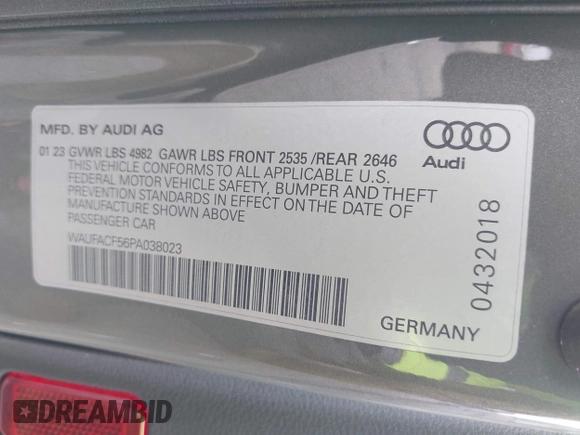 MFD. BY AUDI AG
01 23 GVWR LBS 4982 GAWR LBS FRONT 2535 /REAR 2646
THIS VEHICLE CONFORMS TO ALL APPLICABLE U.S.
FEDERAL MOTOR VEHICLE SAFETY, BUMPER AND THEFT
PREVENTION STANDARDS IN EFFECT ON THE DATE OF
MANUFACTURE SHOWN ABOVE
PASSENGER CAR
WAUFACF56PA038023
Audi
0432018
GERMANY
DREAMBID